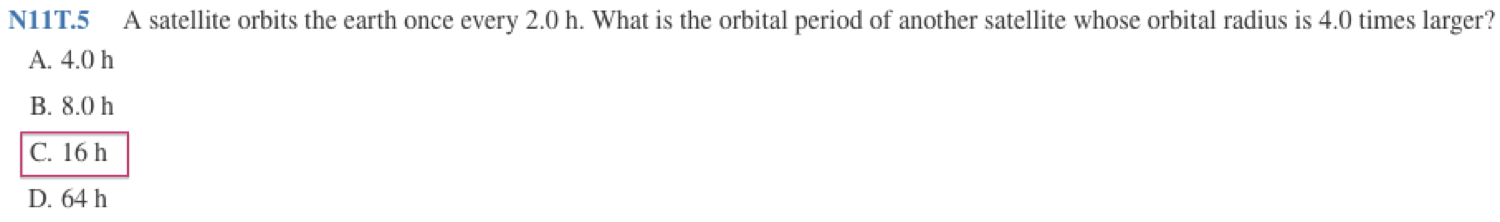 N11T.5 A satellite orbits the earth once every 2.0 h. What is the orbital period of another satellite whose orbital radius is 4.0 times larger?
A. 4.0 h
B. 8.0 h
C. 16 h
D. 64 h